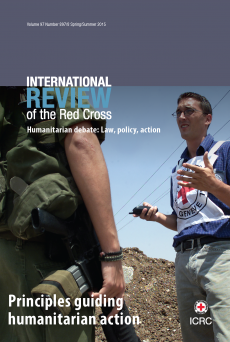 Volume 97 Number 897/8 Spring/Summer 2015
INTERNATIONAL
REVIEW
of the Red Cross
Humanitarian debate: Law, policy, action
GENEVE
Principles guiding
humanitarian action
ICRC